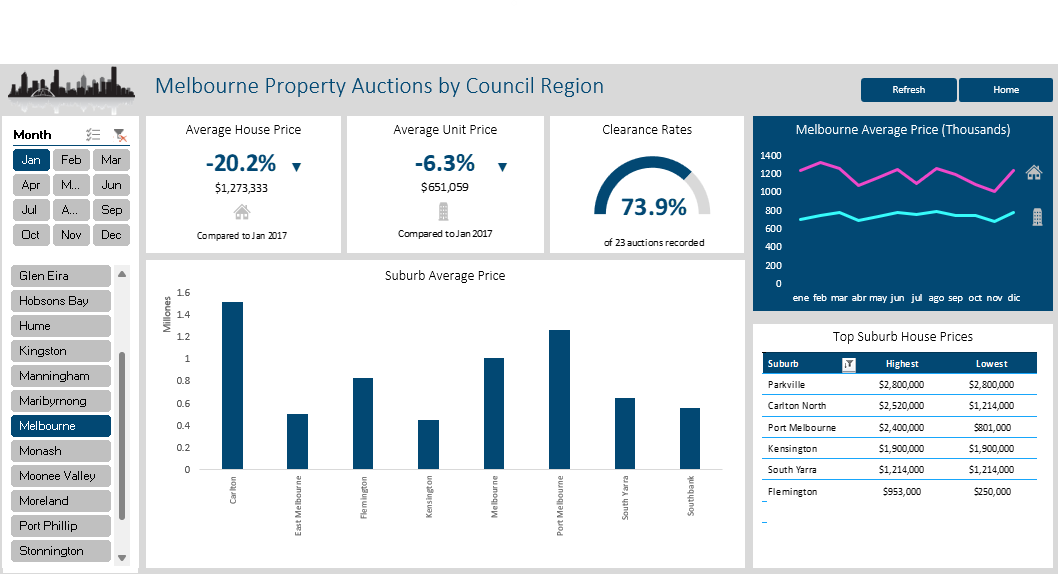 Melbourne Property Auctions by Council Region
Refresh
Home
Month
Jan
Feb
Mar
Apr
M...
Jun
Jul
A...
Sep
Oct
Nov
Dec
Glen Eira
Hobsons Bay
Hume
Kingston
Manningham
Maribyrnong
Melbourne
Monash
Moonee Valley
Moreland
Port Phillip
Stonnington
Average House Price
-20.2% ▼
$1,273,333
Compared to Jan 2017
Average Unit Price
-6.3% ▼
$651,059
Compared to Jan 2017
Clearance Rates
73.9%
of 23 auctions recorded
Melbourne Average Price (Thousands)
1400
1200
1000
800
600
400
200
0
ene feb mar abr may jun jul ago sep oct nov dic
Suburb Average Price
Millones
1.6
1.4
1.2
1
0.8
0.6
0.4
0.2
0
Carlton
East Melbourne
Flemington
Kensington
Melbourne
Port Melbourne
South Yarra
Southbank
Top Suburb House Prices
Suburb Highest Lowest
Parkville $2,800,000 $2,800,000
Carlton North $2,520,000 $1,214,000
Port Melbourne $2,400,000 $801,000
Kensington $1,900,000 $1,900,000
South Yarra $1,214,000 $1,214,000
Flemington $953,000 $250,000